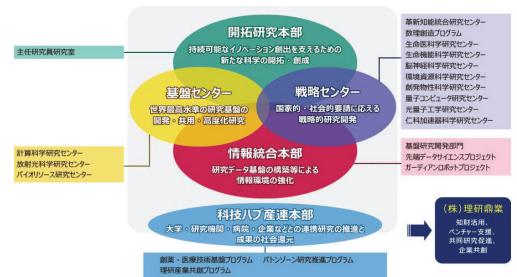 開拓研究本部
持続可能なイノベーション創出を支えるための
新たな科学の開拓・創成
主任研究員研究室
基盤センター
世界最高水準の研究基盤の
開発・共用・高度化研究
戦略センター
国家的・社会的要請に応える
戦略的研究開発
革新知能統合研究センター
数理創造プログラム
生命医科学研究センター
生命機能科学研究センター
脳神経科学研究センター
環境資源科学研究センター
創発物性科学研究センター
量子コンピュータ研究センター
光量子工学研究センター
仁科加速器科学研究センター
情報統合本部
研究データ基盤の構築等による
情報環境の強化
計算科学研究センター
放射光科学研究センター
バイオリソース研究センター
基盤研究開発部門
先端データサイエンスプロジェクト
ガーディアンロボットプロジェクト
科技ハブ産連本部
大学・研究機関・病院・企業などとの連携研究の推進と
成果の社会還元
創薬・医療技術基盤プログラム バトンゾーン研究推進プログラム
理研産業共創プログラム
(株)理研鼎業
知財活用、
ベンチャー支援、
共同研究促進、
企業共創